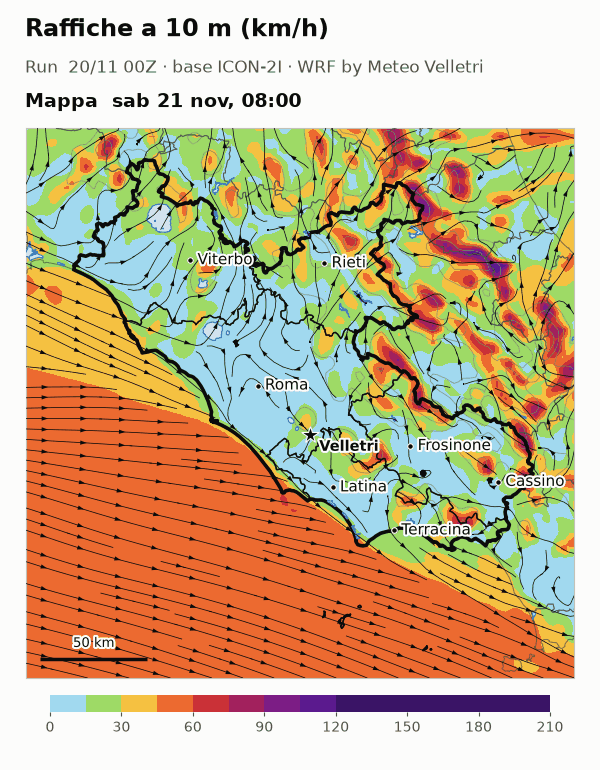 Raffiche a 10 m (km/h)
Run  20/11 00Z · base ICON-2I · WRF by Meteo Velletri
Mappa  sab 21 nov, 08:00
Viterbo
Rieti
Roma
Velletri
Frosinone
Latina
Cassino
Terracina
50 km
0 30 60 90 120 150 180 210